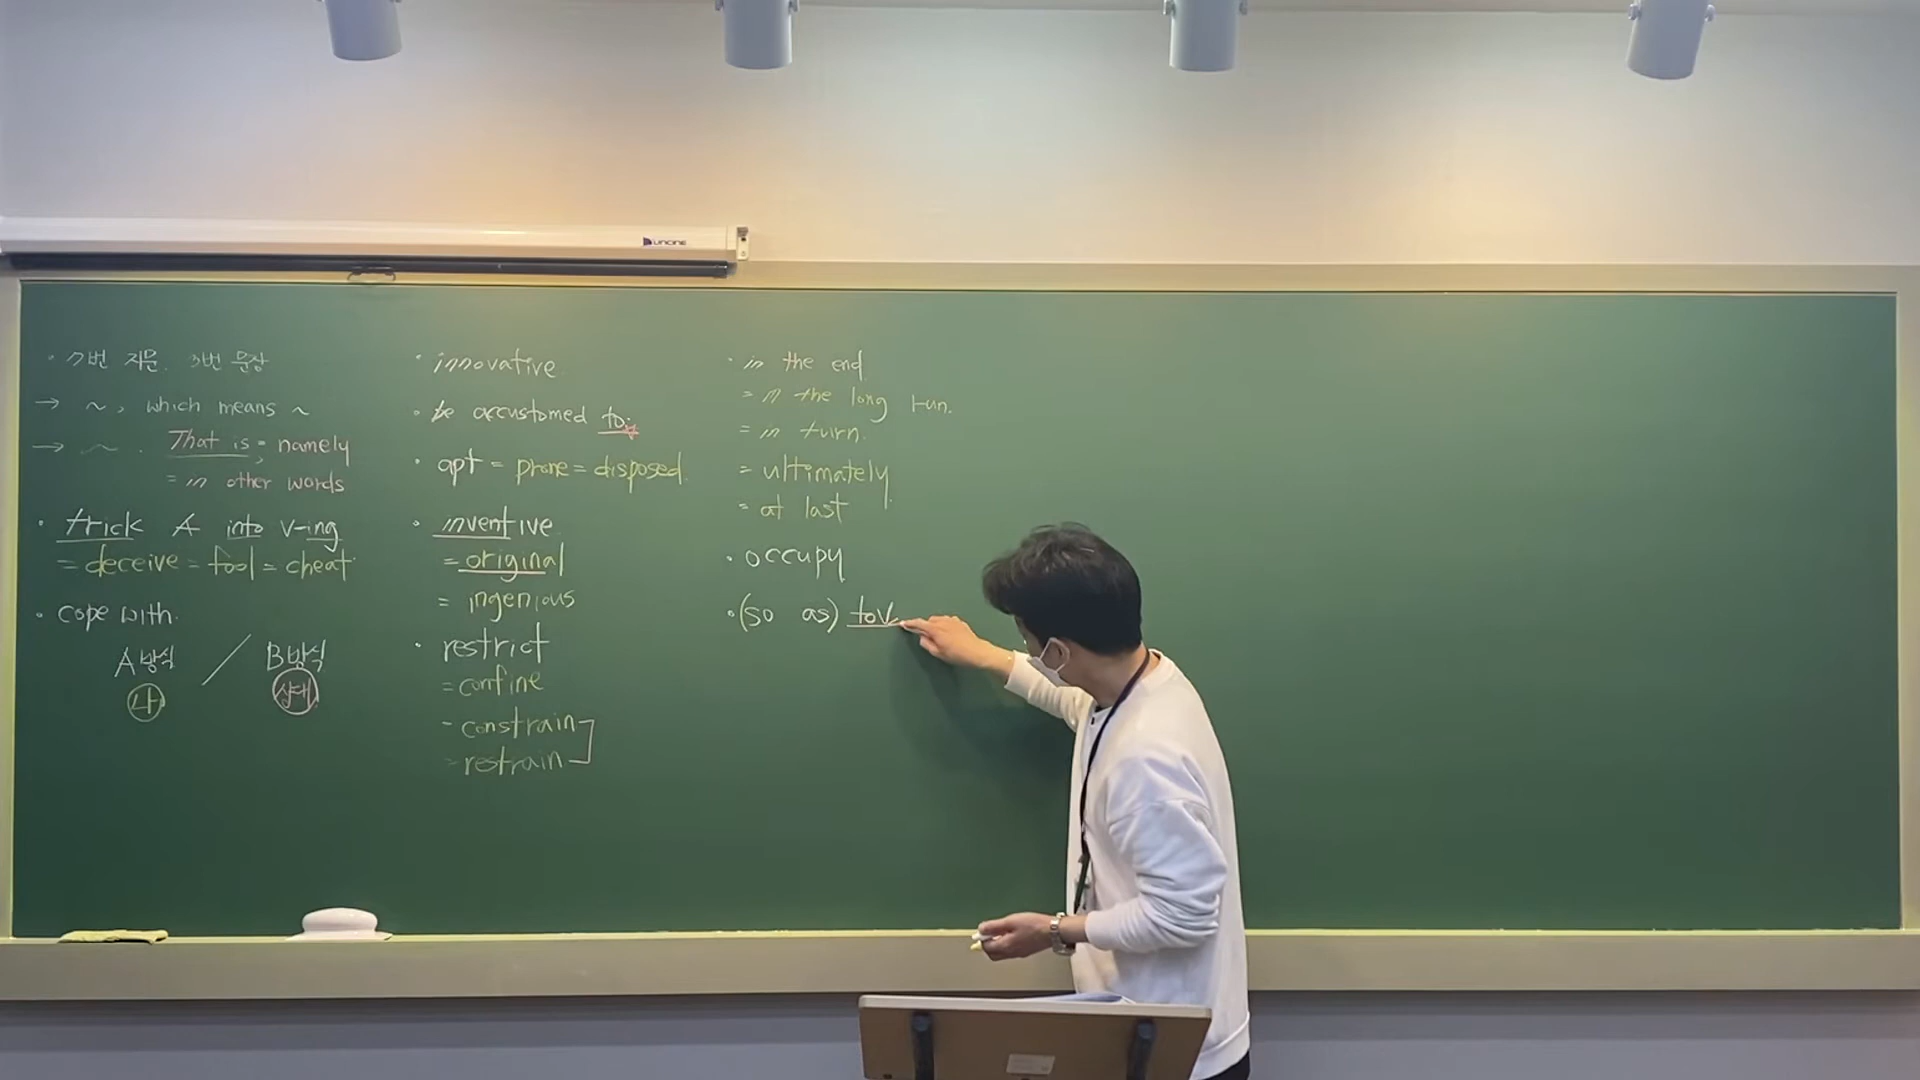 · 7번 지문. 3번 문장
→ ~, which means ~
→ ~. That is, = namely
= in other words
· trick A into v-ing
= deceive = fool = cheat
· cope with.
A방식 / B방식
나 상대
· innovative.
· be accustomed to
· apt = prone = disposed.
· inventive.
= original
= ingenious
· restrict
= confine
- constrain
= restrain
· in the end.
= in the long run.
= in turn.
= ultimately
= at last
· occupy
· (so as) to V
UNCINE